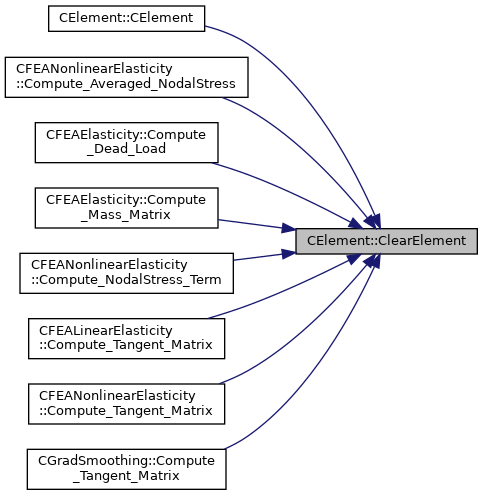 CElement::CElement
CFEANonlinearElasticity
::Compute_Averaged_NodalStress
CFEAElasticity::Compute
_Dead_Load
CFEAElasticity::Compute
_Mass_Matrix
CElement::ClearElement
CFEANonlinearElasticity
::Compute_NodalStress_Term
CFEALinearElasticity
::Compute_Tangent_Matrix
CFEANonlinearElasticity
::Compute_Tangent_Matrix
CGradSmoothing::Compute
_Tangent_Matrix